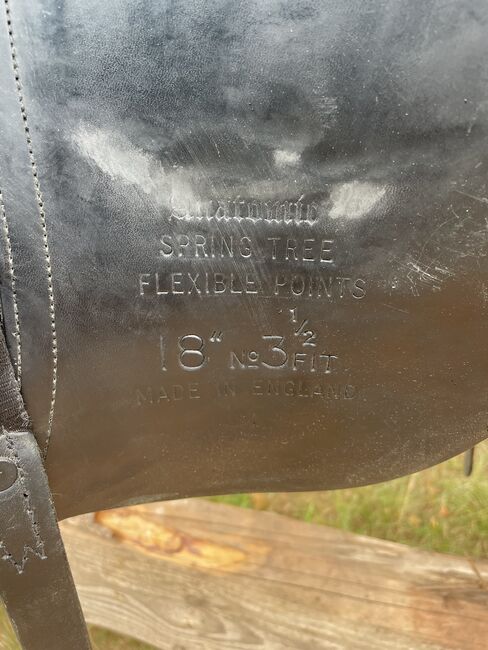 SPRING TREE
FLEXIBLE POINTS
18" No 3 1/2 FIT
MADE IN ENGLAND